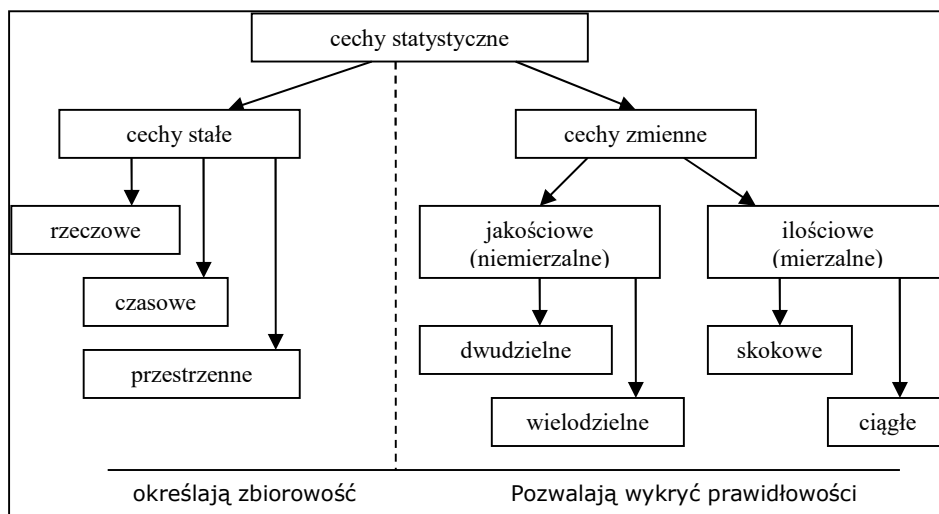 cechy statystyczne
cechy stałe
cechy zmienne
rzeczowe
jakościowe
(niemierzalne)
ilościowe
(mierzalne)
czasowe
dwudzielne
skokowe
przestrzenne
wielodzielne
ciągłe
określają zbiorowość
Pozwalają wykryć prawidłowości